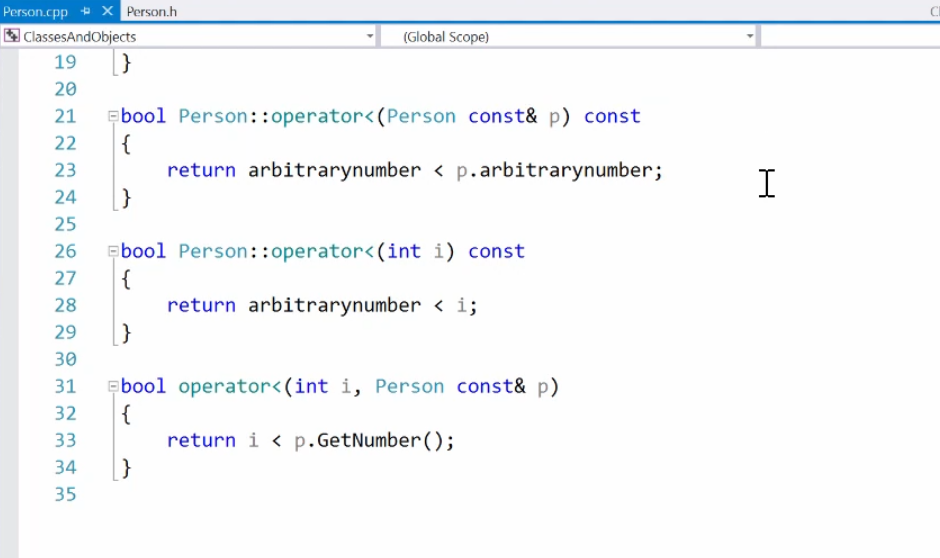 Person.cpp Person.h
ClassesAndObjects (Global Scope)
19 }
20
21 bool Person::operator<(Person const& p) const
22 {
23 return arbitrarynumber < p.arbitrarynumber;
24 }
25
26 bool Person::operator<(int i) const
27 {
28 return arbitrarynumber < i;
29 }
30
31 bool operator<(int i, Person const& p)
32 {
33 return i < p.GetNumber();
34 }
35